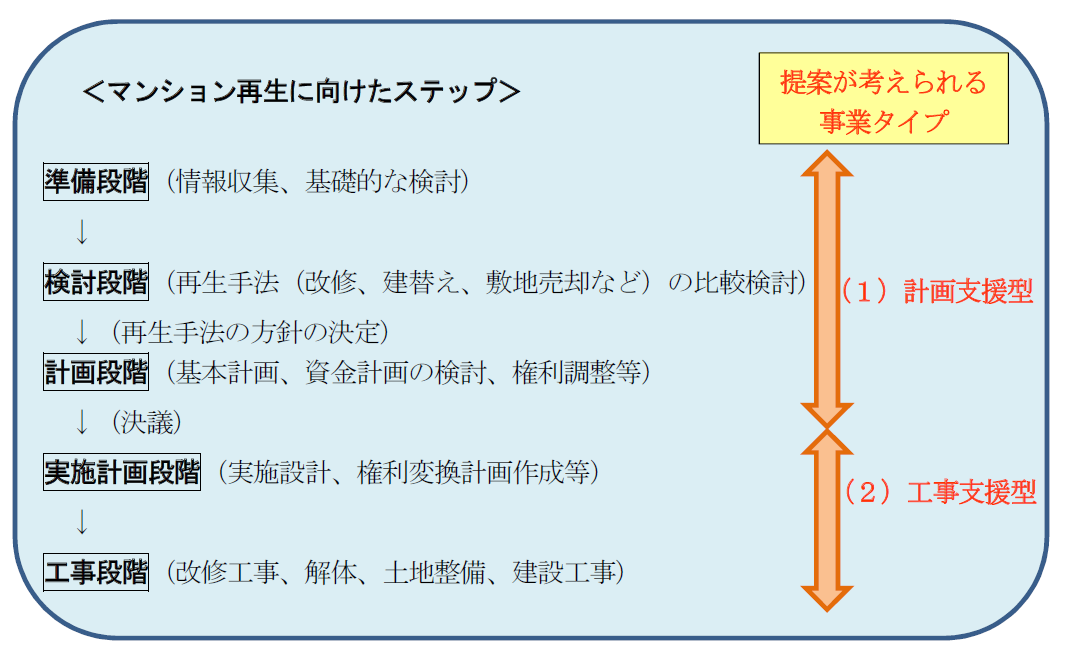 ＜マンション再生に向けたステップ＞
提案が考えられる
事業タイプ
準備段階（情報収集、基礎的な検討）
↓
検討段階（再生手法（改修、建替え、敷地売却など）の比較検討）
（１）計画支援型
↓（再生手法の方針の決定）
計画段階（基本計画、資金計画の検討、権利調整等）
↓（決議）
実施計画段階（実施設計、権利変換計画作成等）
（２）工事支援型
↓
工事段階（改修工事、解体、土地整備、建設工事）